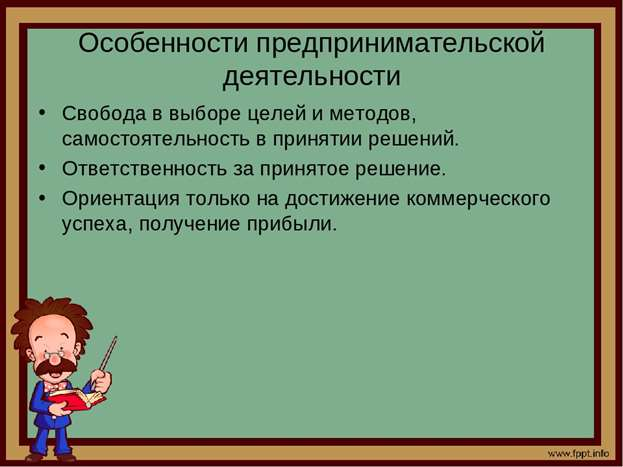 Особенности предпринимательской
деятельности
• Свобода в выборе целей и методов,
самостоятельность в принятии решений.
• Ответственность за принятое решение.
• Ориентация только на достижение коммерческого
успеха, получение прибыли.
www.fppt.info